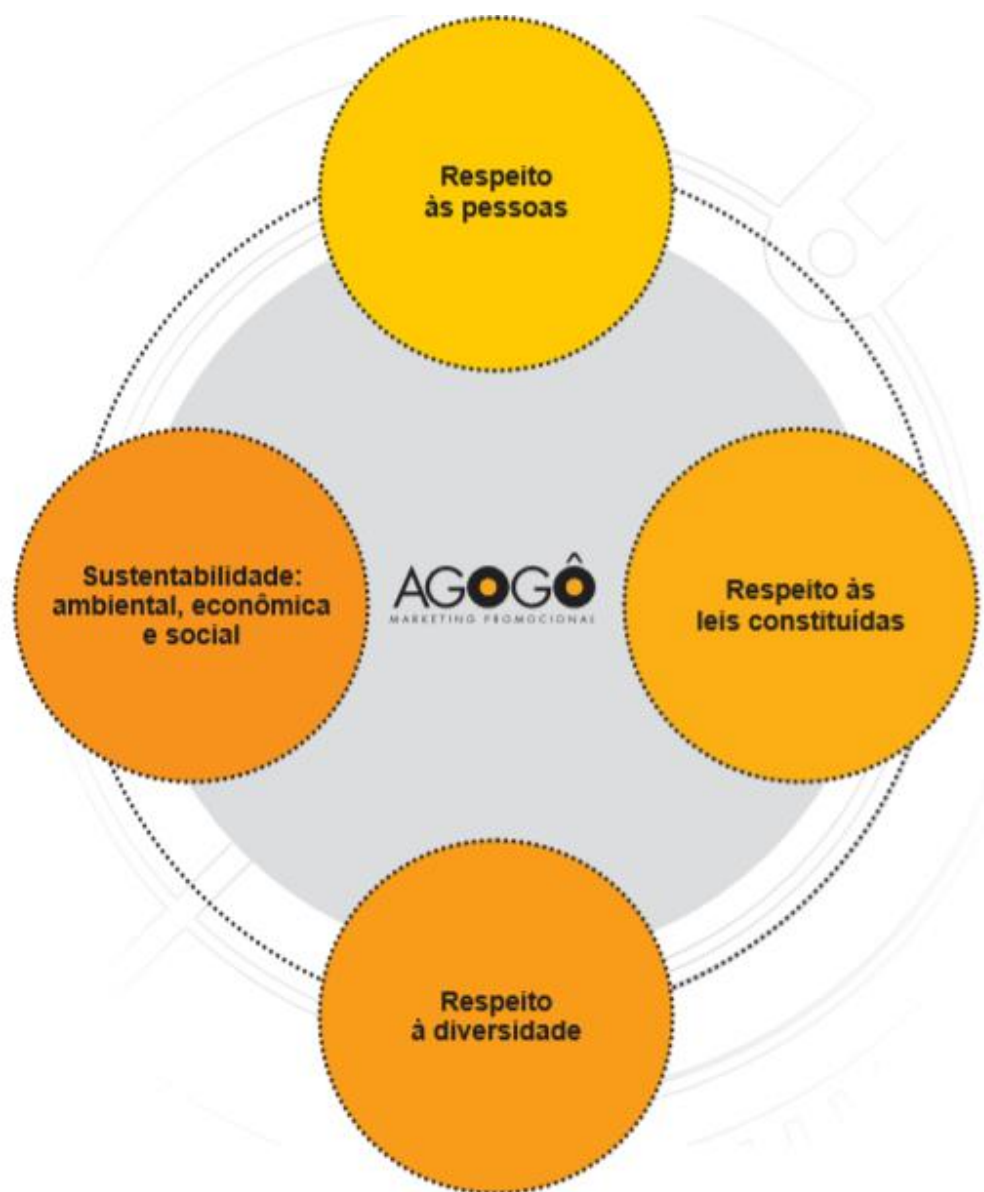 Respeito
às pessoas
Sustentabilidade:
ambiental, econômica
e social
AGOGÔ
MARKETING PROMOCIONAL
Respeito às
leis constituídas
Respeito
à diversidade